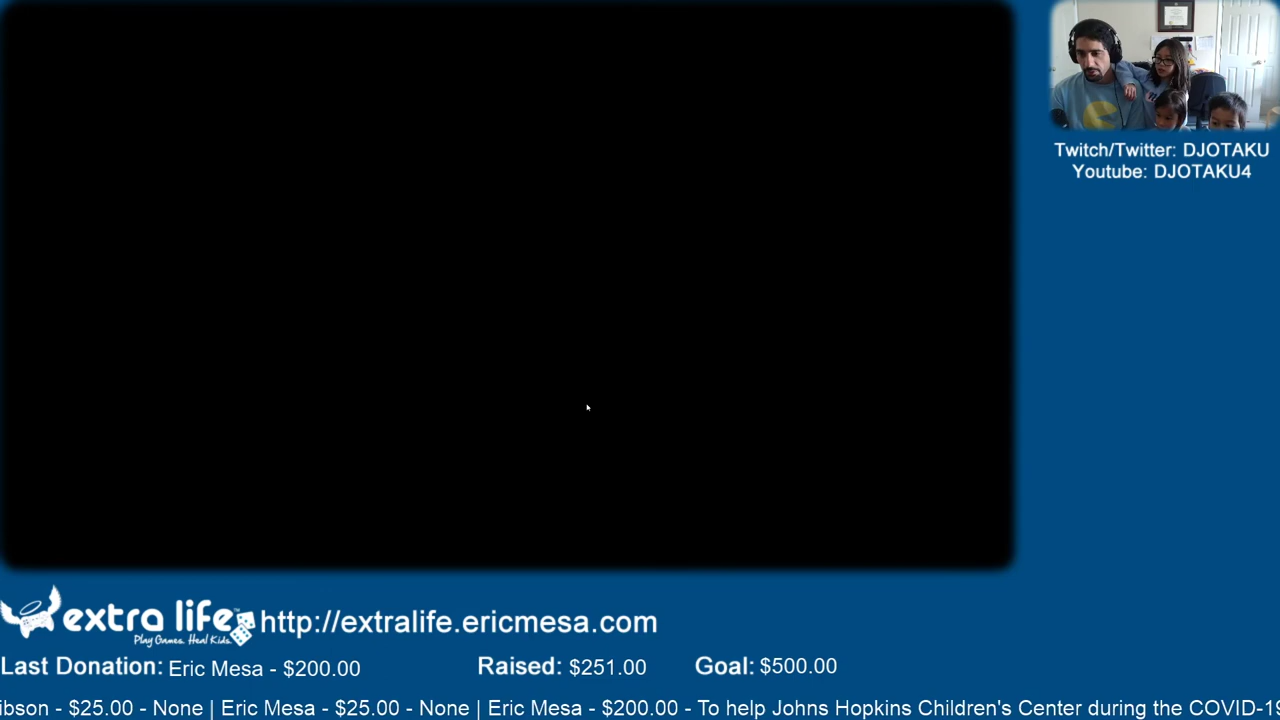 Twitch/Twitter: DJOTAKU
Youtube: DJOTAKU4
extra life
Play Games. Heal Kids.
http://extralife.ericmesa.com
Last Donation: Eric Mesa - $200.00 Raised: $251.00 Goal: $500.00
ibson - $25.00 - None | Eric Mesa - $25.00 - None | Eric Mesa - $200.00 - To help Johns Hopkins Children's Center during the COVID-19